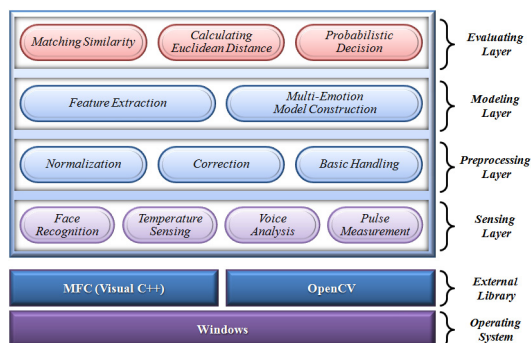 Matching Similarity
Calculating
Euclidean Distance
Probabilistic
Decision
Evaluating
Layer
Feature Extraction
Multi-Emotion
Model Construction
Modeling
Layer
Normalization
Correction
Basic Handling
Preprocessing
Layer
Face
Recognition
Temperature
Sensing
Voice
Analysis
Pulse
Measurement
Sensing
Layer
MFC (Visual C++)
OpenCV
External
Library
Windows
Operating
System